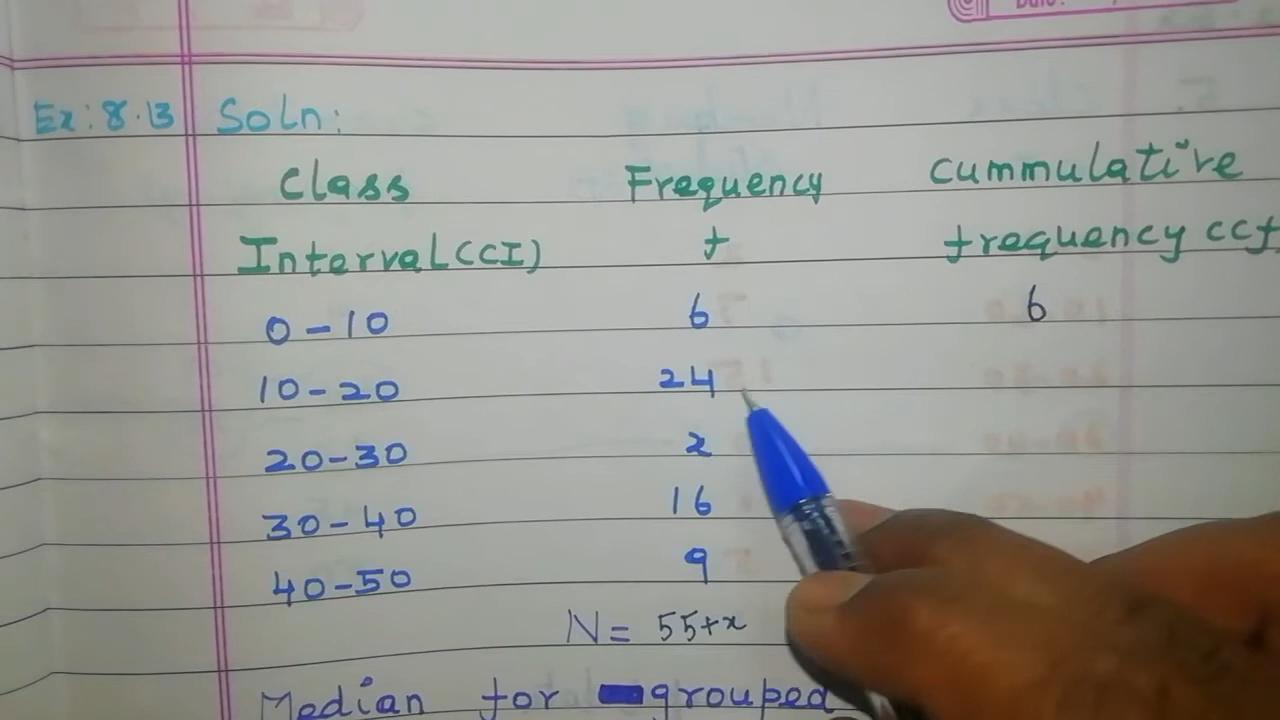 Ex: 8.13 Soln:
Class Frequency Cummulative
Interval (CI) f frequency ccf
0-10 6 6
10-20 24
20-30 x
30-40 16
40-50 9
N = 55+x
Median for grouped